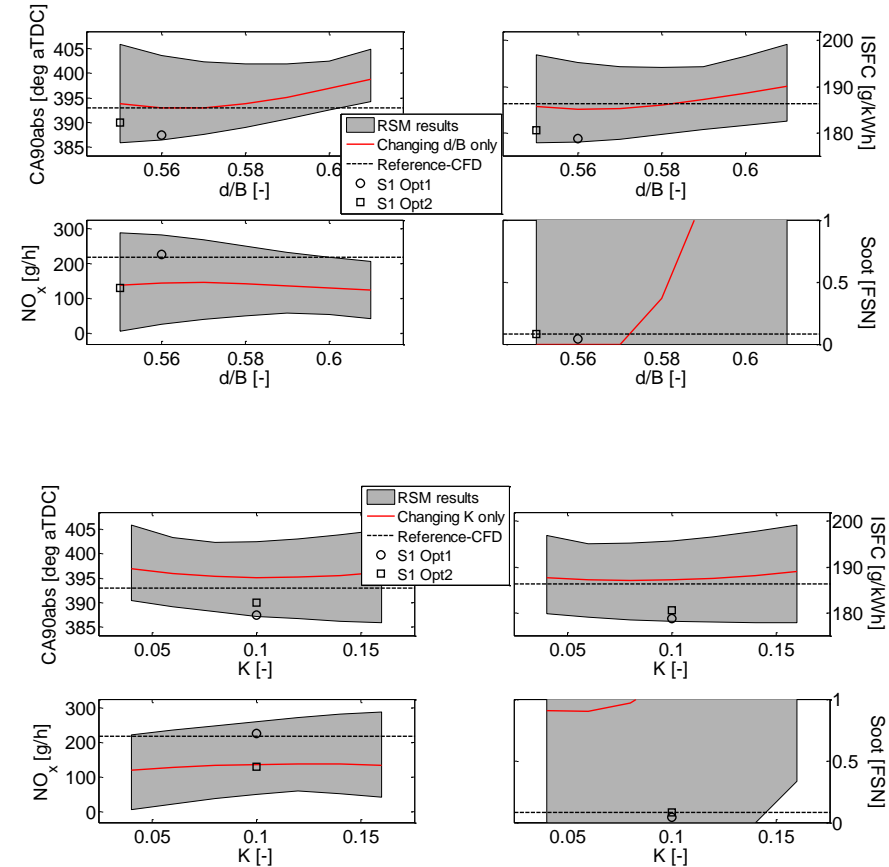 CA90abs [deg aTDC]
405
400
395
390
385
0.56
0.58
0.6
d/B [-]
ISFC [g/kWh]
200
190
180
0.56
0.58
0.6
d/B [-]
RSM results
Changing d/B only
Reference-CFD
S1 Opt1
S1 Opt2
NOx [g/h]
300
200
100
0
0.56
0.58
0.6
d/B [-]
Soot [FSN]
1
0.5
0
0.56
0.58
0.6
d/B [-]
CA90abs [deg aTDC]
405
400
395
390
385
0.05
0.1
0.15
K [-]
ISFC [g/kWh]
200
190
180
0.05
0.1
0.15
K [-]
RSM results
Changing K only
Reference-CFD
S1 Opt1
S1 Opt2
NOx [g/h]
300
200
100
0
0.05
0.1
0.15
K [-]
Soot [FSN]
1
0.5
0
0.05
0.1
0.15
K [-]